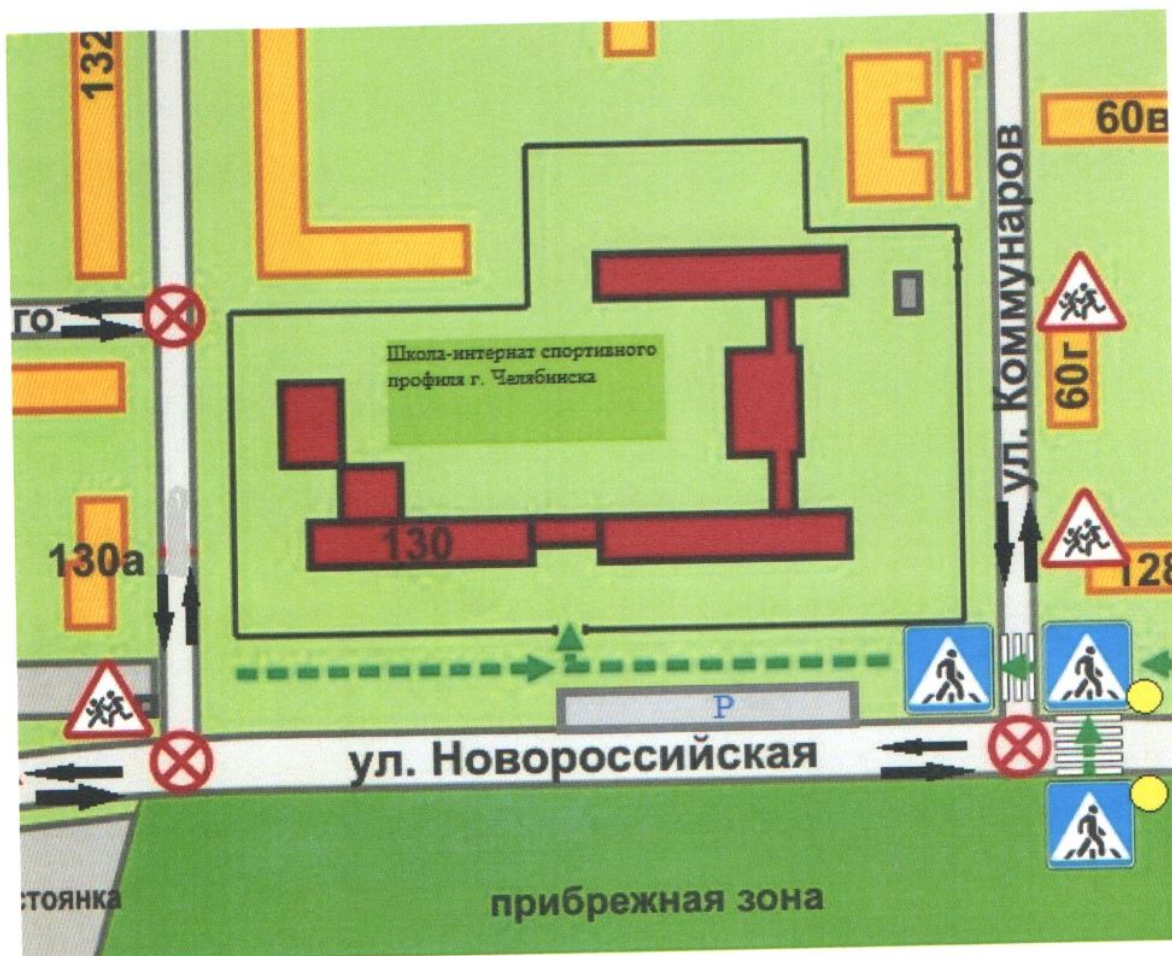 132
60в
го
ул. Коммунаров
Школа-интернат спортивного
профиля г. Челябинска
60г
130
130а
128
P
ул. Новороссийская
стоянка
прибрежная зона